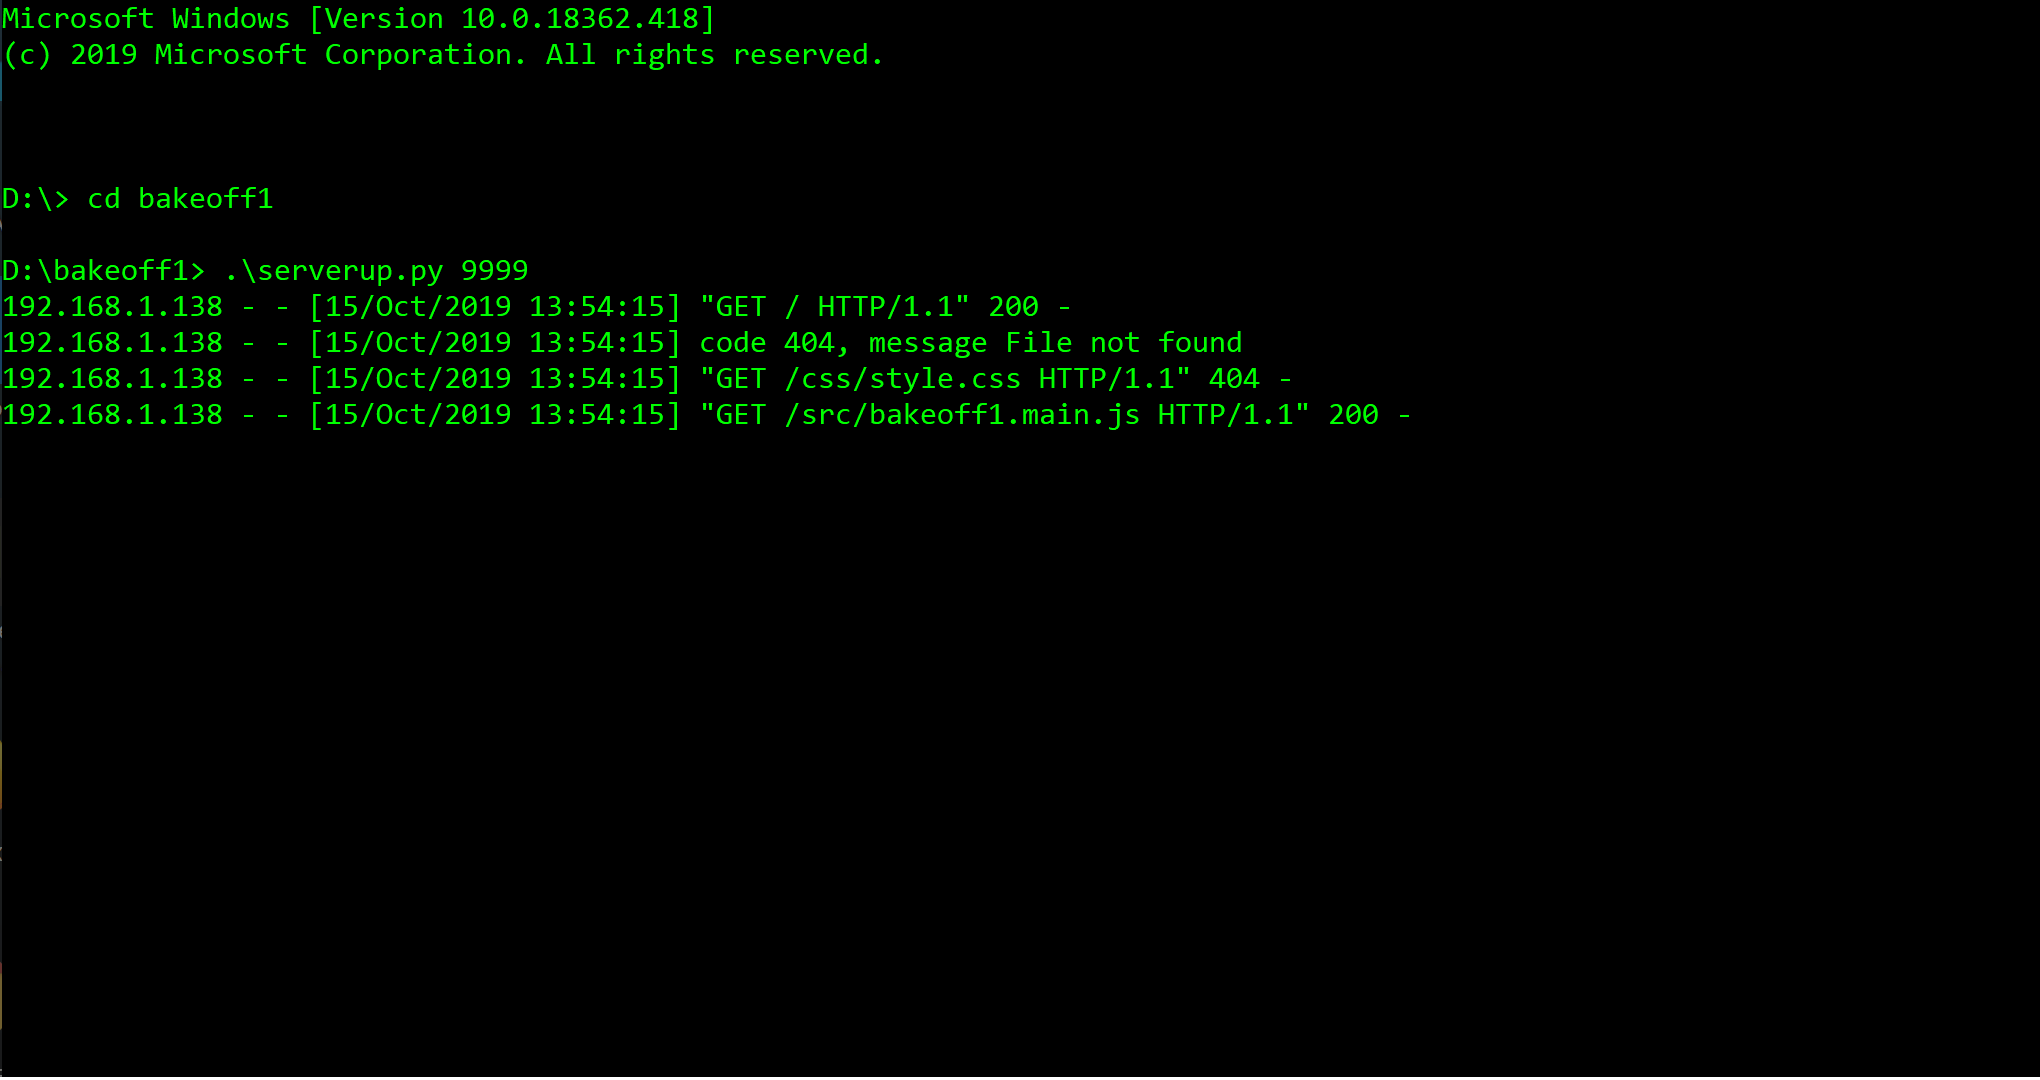 Microsoft Windows [Version 10.0.18362.418]
(c) 2019 Microsoft Corporation. All rights reserved.
D:\> cd bakeoff1
D:\bakeoff1> .\serverup.py 9999
192.168.1.138 - - [15/Oct/2019 13:54:15] "GET / HTTP/1.1" 200 -
192.168.1.138 - - [15/Oct/2019 13:54:15] code 404, message File not found
192.168.1.138 - - [15/Oct/2019 13:54:15] "GET /css/style.css HTTP/1.1" 404 -
192.168.1.138 - - [15/Oct/2019 13:54:15] "GET /src/bakeoff1.main.js HTTP/1.1" 200 -